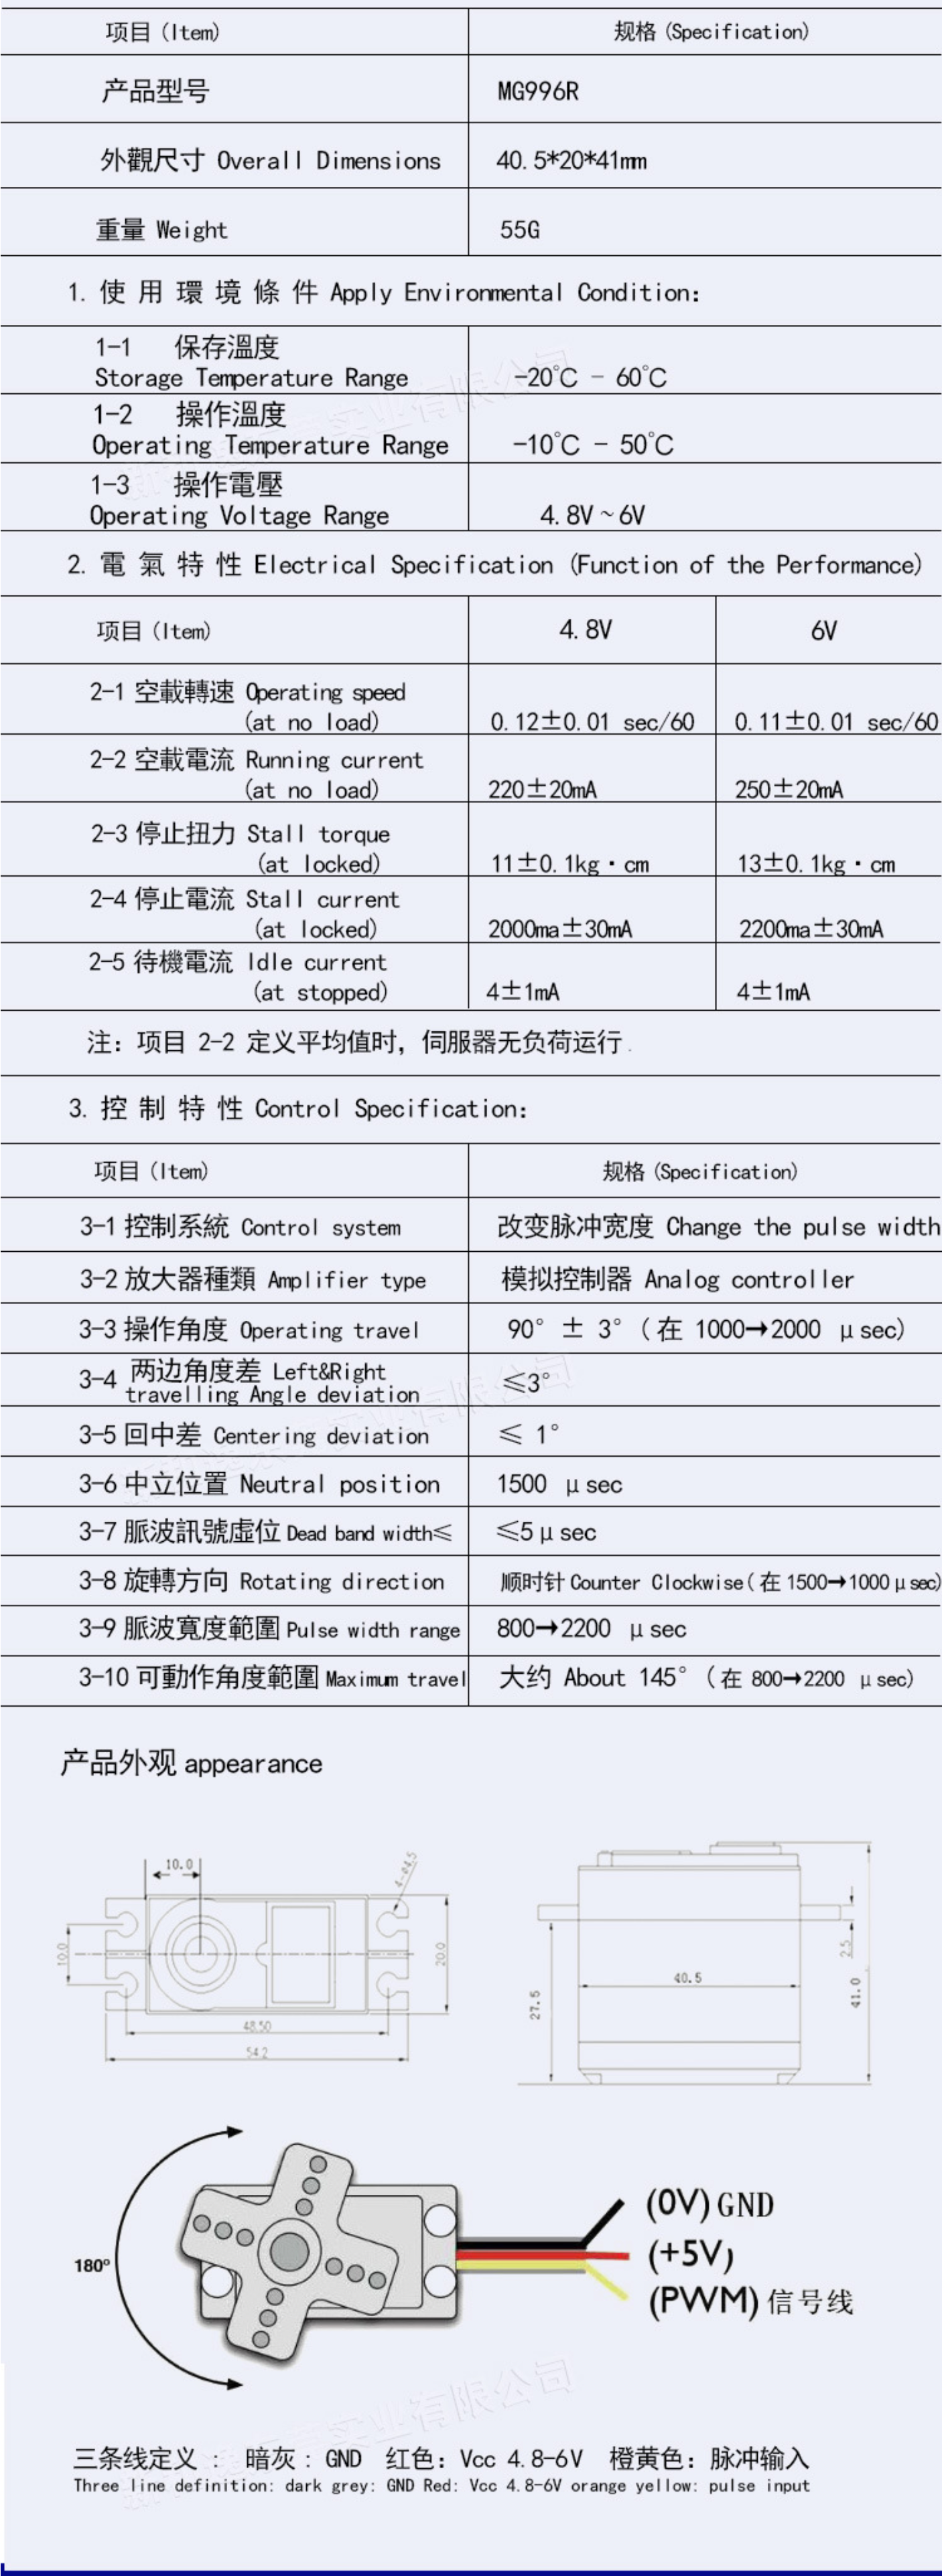 项目 (Item) 规格 (Specification)
产品型号 MG996R
外觀尺寸 Overall Dimensions 40.5*20*41mm
重量 Weight 55G
1. 使 用 環 境 條 件 Apply Environmental Condition:
1-1 保存溫度
Storage Temperature Range -20°C - 60°C
1-2 操作溫度
Operating Temperature Range -10°C - 50°C
1-3 操作電壓
Operating Voltage Range 4.8V~6V
2. 電 氣 特 性 Electrical Specification (Function of the Performance)
项目 (Item) 4.8V 6V
2-1 空載轉速 Operating speed
(at no load) 0.12±0.01 sec/60 0.11±0.01 sec/60
2-2 空載電流 Running current
(at no load) 220±20mA 250±20mA
2-3 停止扭力 Stall torque
(at locked) 11±0.1kg·cm 13±0.1kg·cm
2-4 停止電流 Stall current
(at locked) 2000ma±30mA 2200ma±30mA
2-5 待機電流 Idle current
(at stopped) 4±1mA 4±1mA
注: 项目 2-2 定义平均值时, 伺服器无负荷运行.
3. 控 制 特 性 Control Specification:
项目 (Item) 规格 (Specification)
3-1 控制系統 Control system 改变脉冲宽度 Change the pulse width
3-2 放大器種類 Amplifier type 模拟控制器 Analog controller
3-3 操作角度 Operating travel 90° ± 3° (在 1000→2000 μsec)
3-4 两边角度差 Left&Right
travelling Angle deviation ≤3°
3-5 回中差 Centering deviation ≤ 1°
3-6 中立位置 Neutral position 1500 μsec
3-7 脈波訊號虛位 Dead band width≤ ≤5μsec
3-8 旋轉方向 Rotating direction 顺时针 Counter Clockwise(在 1500→1000μsec)
3-9 脈波寬度範圍 Pulse width range 800→2200 μsec
3-10 可動作角度範圍 Maximum travel 大约 About 145° (在 800→2200 μsec)
产品外观 appearance
10.0
4-ø4.5
10.0
20.0
48.50
54.2
2.5
40.5
27.5
41.0
180°
(0V) GND
(+5V)
(PWM) 信号线
三条线定义 : 暗灰: GND 红色: Vcc 4.8-6V 橙黄色: 脉冲输入
Three line definition: dark grey: GND Red: Vcc 4.8-6V orange yellow: pulse input